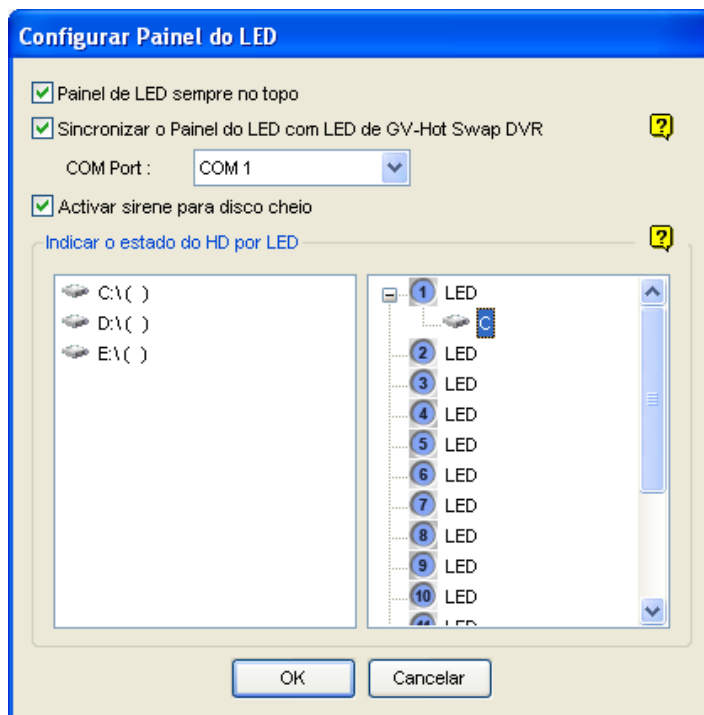 Configurar Painel do LED
Painel de LED sempre no topo
Sincronizar o Painel do LED com LED de GV-Hot Swap DVR
COM Port :
COM 1
Activar sirene para disco cheio
Indicar o estado do HD por LED
C:\ ( )
D:\ ( )
E:\ ( )
1 LED
C
2 LED
3 LED
4 LED
5 LED
6 LED
7 LED
8 LED
9 LED
10 LED
11 LED
OK
Cancelar